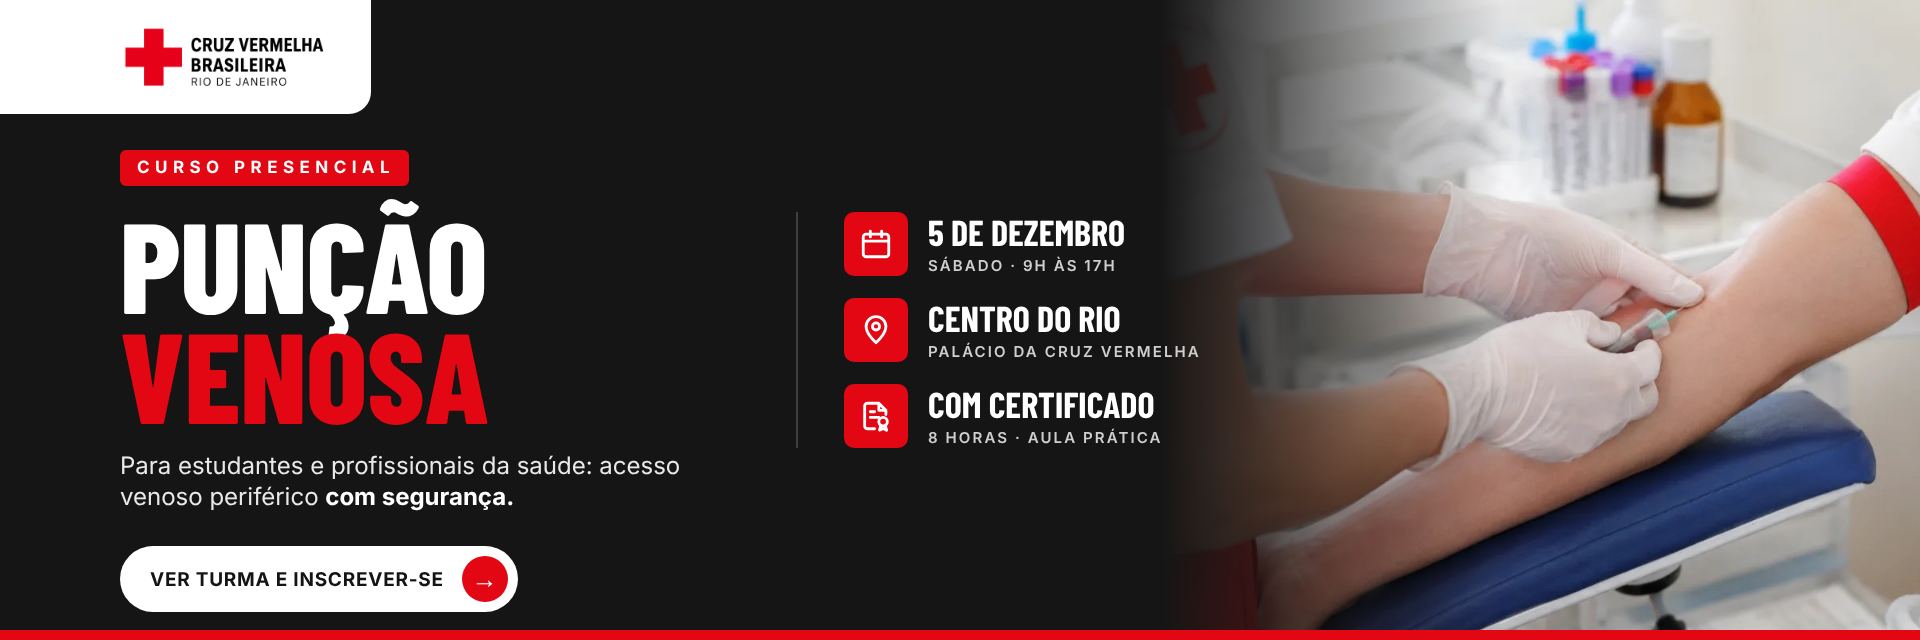 CRUZ VERMELHA
BRASILEIRA
RIO DE JANEIRO
CURSO PRESENCIAL
PUNÇÃO
VENOSA
Para estudantes e profissionais da saúde: acesso
venoso periférico com segurança.
VER TURMA E INSCREVER-SE →
5 DE DEZEMBRO
SÁBADO · 9H ÀS 17H
CENTRO DO RIO
PALÁCIO DA CRUZ VERMELHA
COM CERTIFICADO
8 HORAS · AULA PRÁTICA